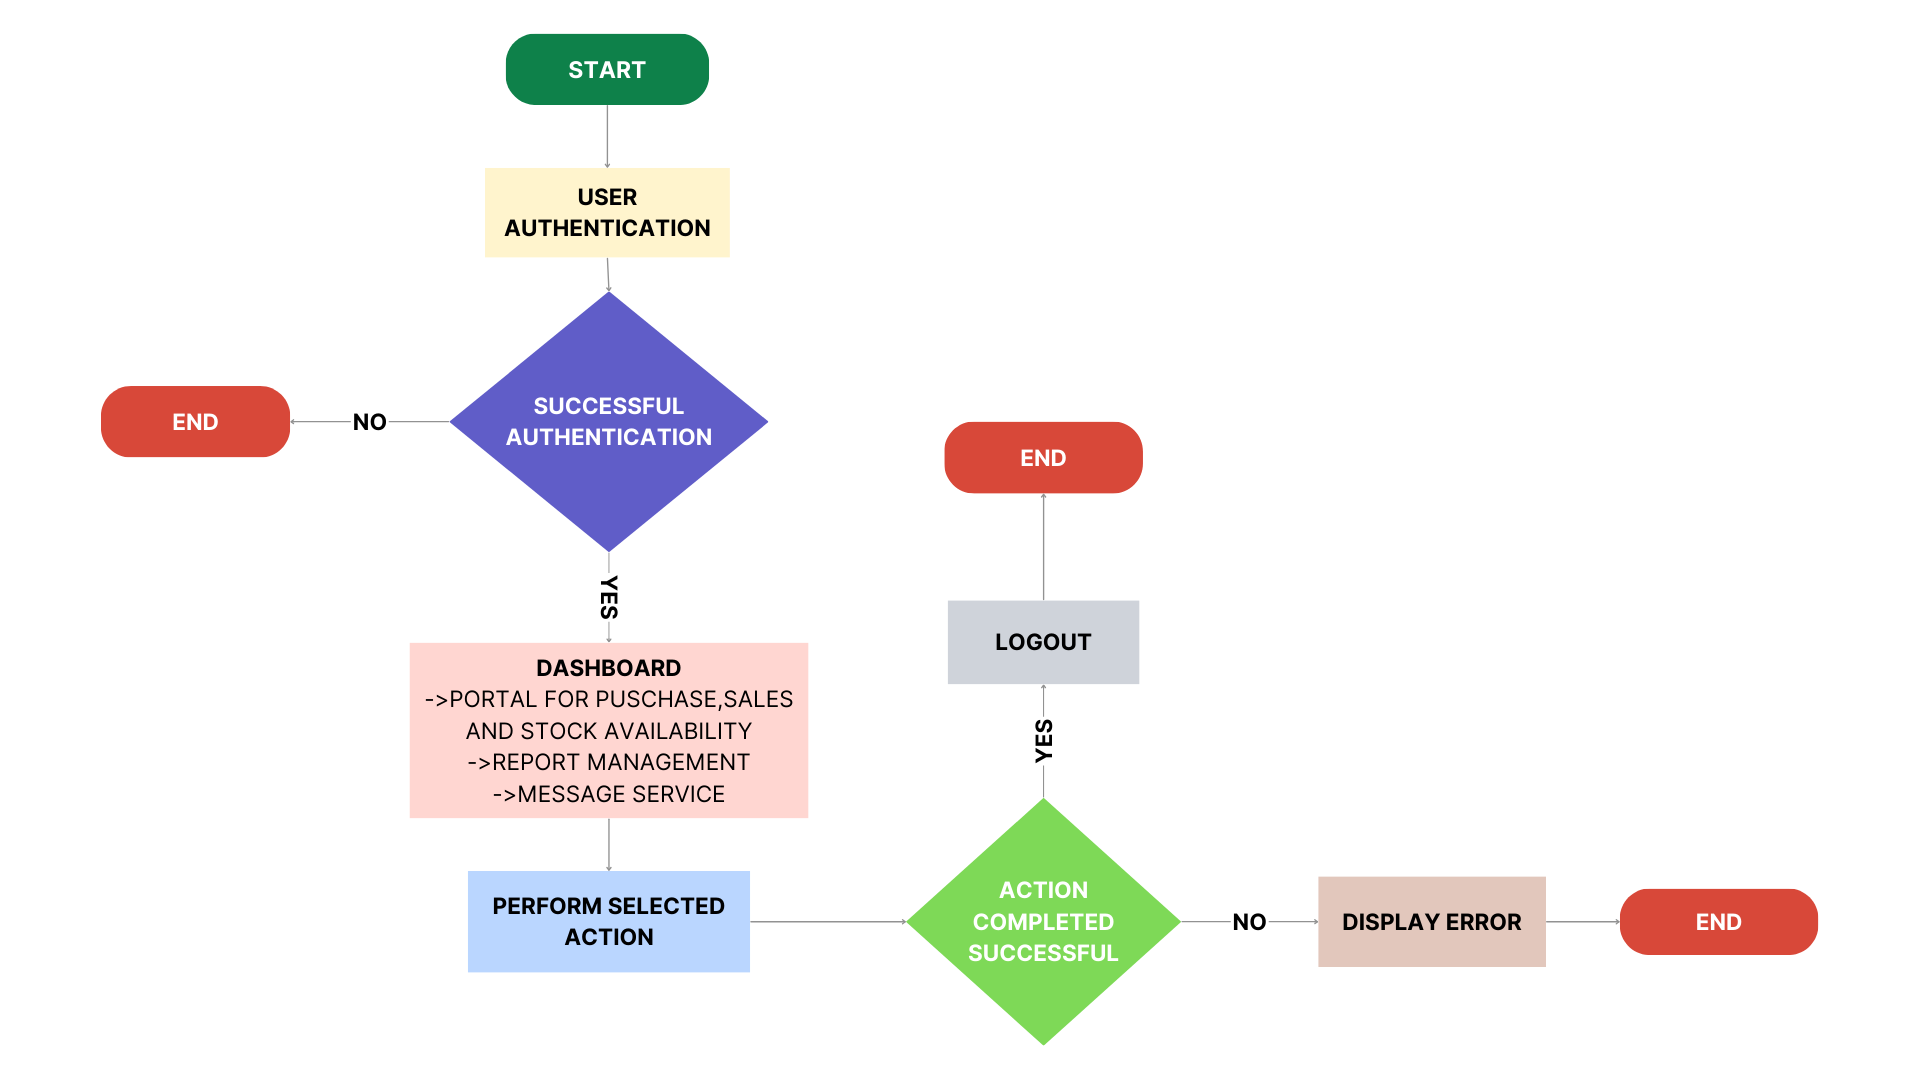 START
USER
AUTHENTICATION
SUCCESSFUL
AUTHENTICATION
NO
END
YES
DASHBOARD
->PORTAL FOR PUSCHASE,SALES
AND STOCK AVAILABILITY
->REPORT MANAGEMENT
->MESSAGE SERVICE
PERFORM SELECTED
ACTION
ACTION
COMPLETED
SUCCESSFUL
YES
LOGOUT
END
NO
DISPLAY ERROR
END